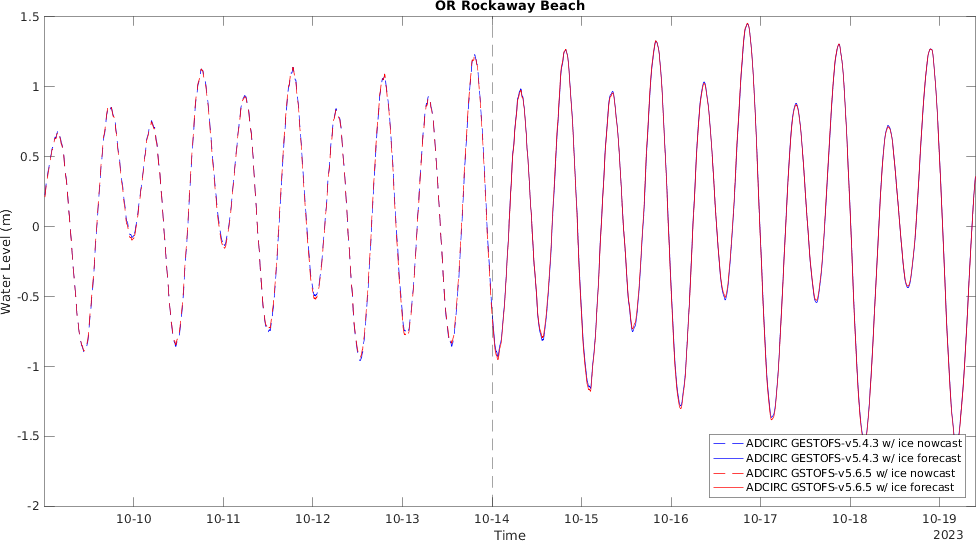 OR Rockaway Beach
1.5
1
0.5
0
-0.5
-1
-1.5
-2
Water Level (m)
10-10 10-11 10-12 10-13 10-14 10-15 10-16 10-17 10-18 10-19
Time
2023
ADCIRC GESTOFS-v5.4.3 w/ ice nowcast
ADCIRC GESTOFS-v5.4.3 w/ ice forecast
ADCIRC GSTOFS-v5.6.5 w/ ice nowcast
ADCIRC GSTOFS-v5.6.5 w/ ice forecast